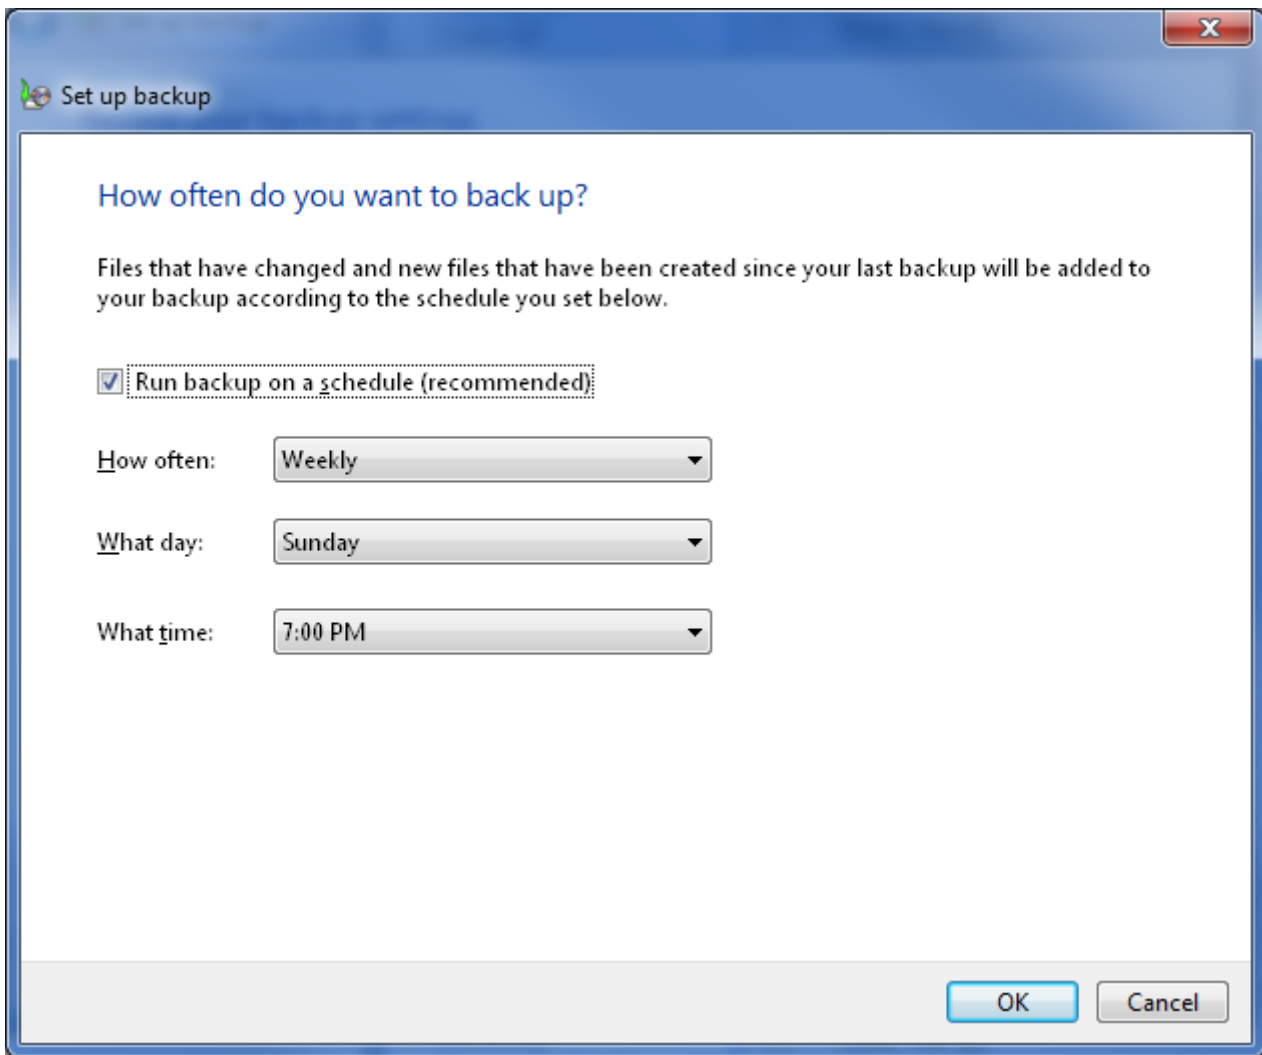 Set up backup
How often do you want to back up?
Files that have changed and new files that have been created since your last backup will be added to
your backup according to the schedule you set below.
Run backup on a schedule (recommended)
How often: Weekly
What day: Sunday
What time: 7:00 PM
OK Cancel